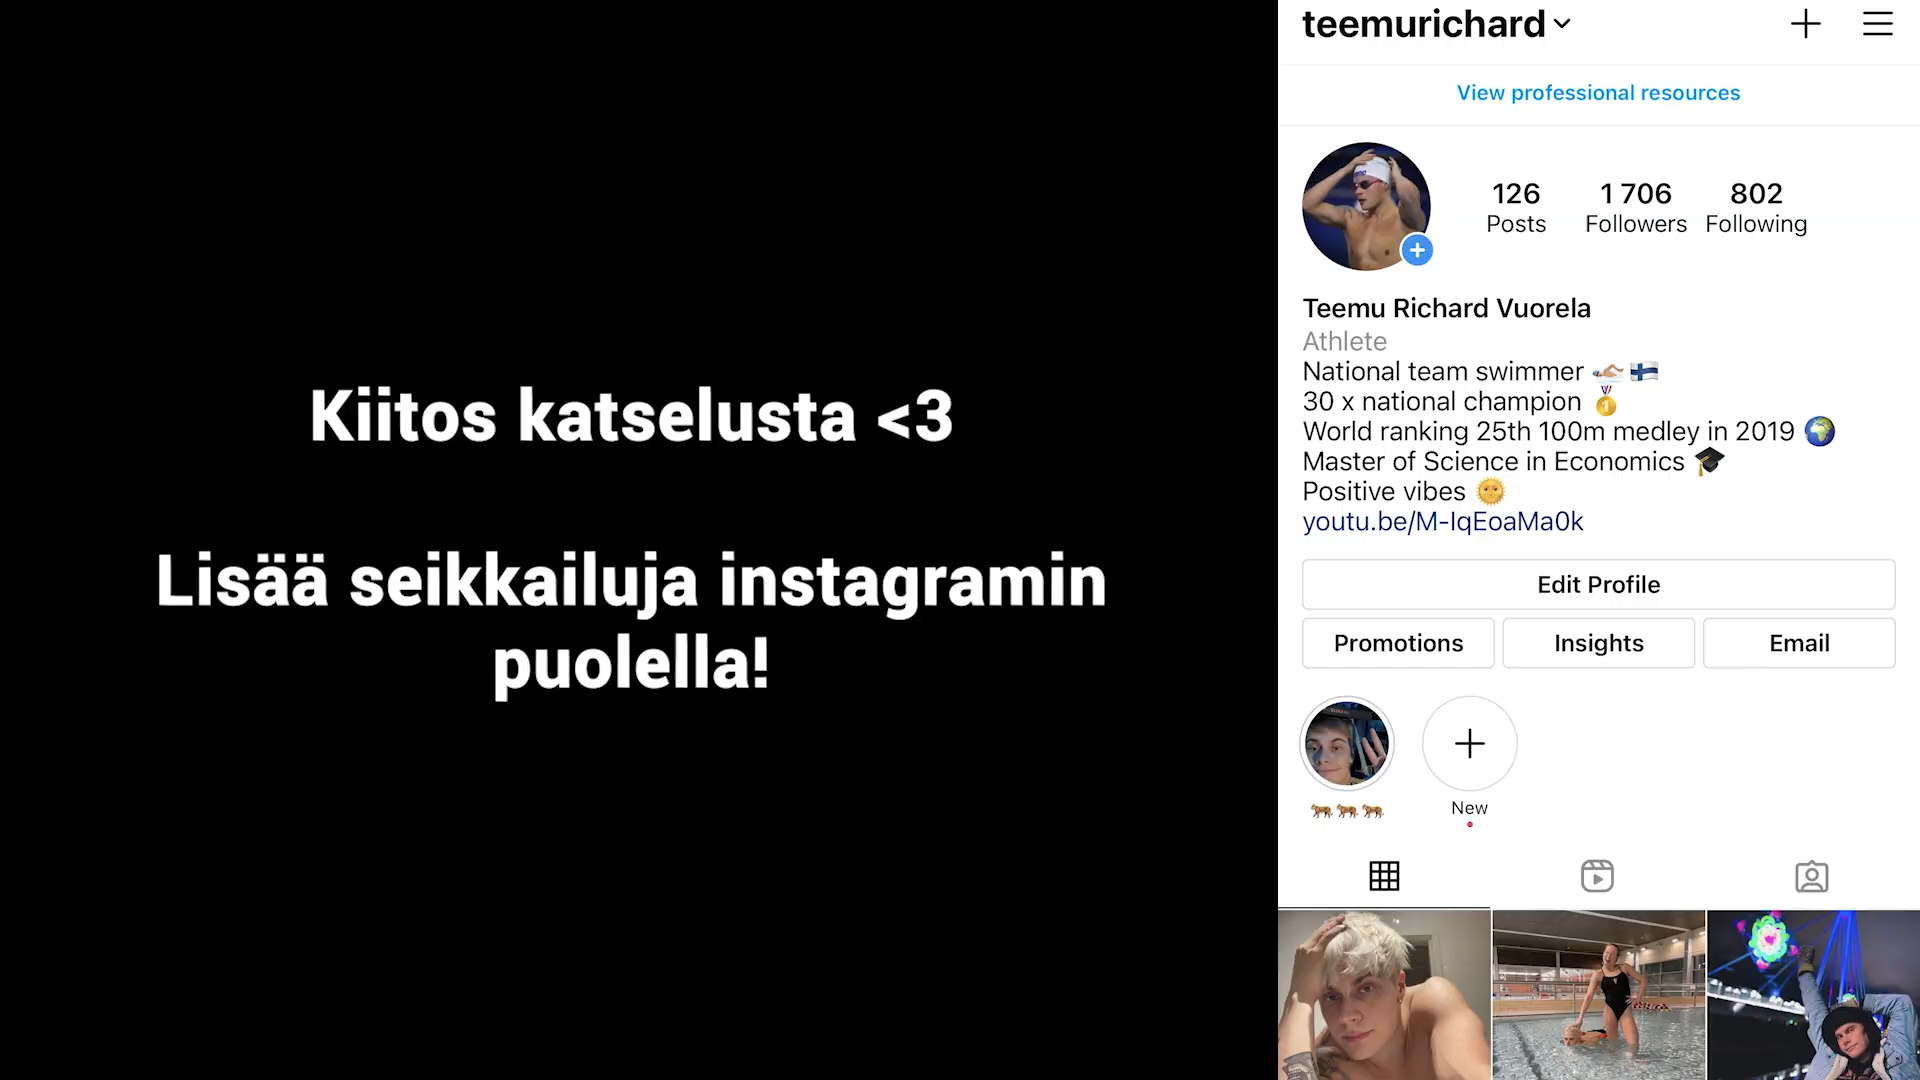 Kiitos katselusta <3
Lisää seikkailuja instagramin
puolella!
teemurichard
View professional resources
126
Posts
1 706
Followers
802
Following
Teemu Richard Vuorela
Athlete
National team swimmer 🏊🏻🇫🇮
30 x national champion 🏅
World ranking 25th 100m medley in 2019 🌍
Master of Science in Economics 🎓
Positive vibes 🌞
youtu.be/M-IqEoaMa0k
Edit Profile
Promotions
Insights
Email
🐅🐅🐅
New